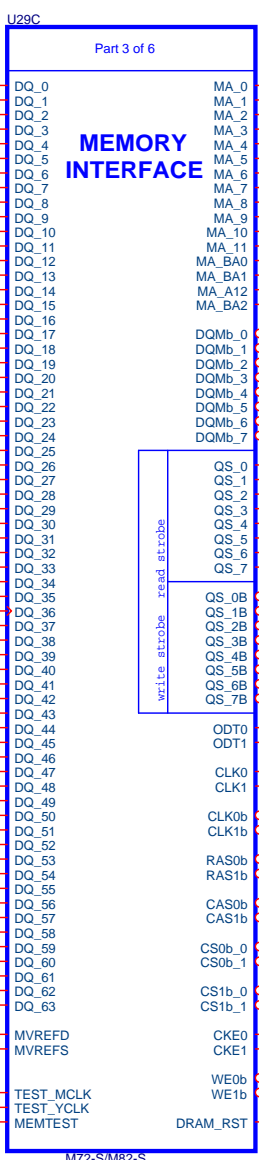 U29C
Part 3 of 6
MEMORY
INTERFACE
DQ_0
DQ_1
DQ_2
DQ_3
DQ_4
DQ_5
DQ_6
DQ_7
DQ_8
DQ_9
DQ_10
DQ_11
DQ_12
DQ_13
DQ_14
DQ_15
DQ_16
DQ_17
DQ_18
DQ_19
DQ_20
DQ_21
DQ_22
DQ_23
DQ_24
DQ_25
DQ_26
DQ_27
DQ_28
DQ_29
DQ_30
DQ_31
DQ_32
DQ_33
DQ_34
DQ_35
DQ_36
DQ_37
DQ_38
DQ_39
DQ_40
DQ_41
DQ_42
DQ_43
DQ_44
DQ_45
DQ_46
DQ_47
DQ_48
DQ_49
DQ_50
DQ_51
DQ_52
DQ_53
DQ_54
DQ_55
DQ_56
DQ_57
DQ_58
DQ_59
DQ_60
DQ_61
DQ_62
DQ_63
MVREFD
MVREFS
TEST_MCLK
TEST_YCLK
MEMTEST
MA_0
MA_1
MA_2
MA_3
MA_4
MA_5
MA_6
MA_7
MA_8
MA_9
MA_10
MA_11
MA_BA0
MA_BA1
MA_A12
MA_BA2
DQMb_0
DQMb_1
DQMb_2
DQMb_3
DQMb_4
DQMb_5
DQMb_6
DQMb_7
read strobe
QS_0
QS_1
QS_2
QS_3
QS_4
QS_5
QS_6
QS_7
write strobe
QS_0B
QS_1B
QS_2B
QS_3B
QS_4B
QS_5B
QS_6B
QS_7B
ODT0
ODT1
CLK0
CLK1
CLK0b
CLK1b
RAS0b
RAS1b
CAS0b
CAS1b
CS0b_0
CS0b_1
CS1b_0
CS1b_1
CKE0
CKE1
WE0b
WE1b
DRAM_RST
M72-S/M82-S